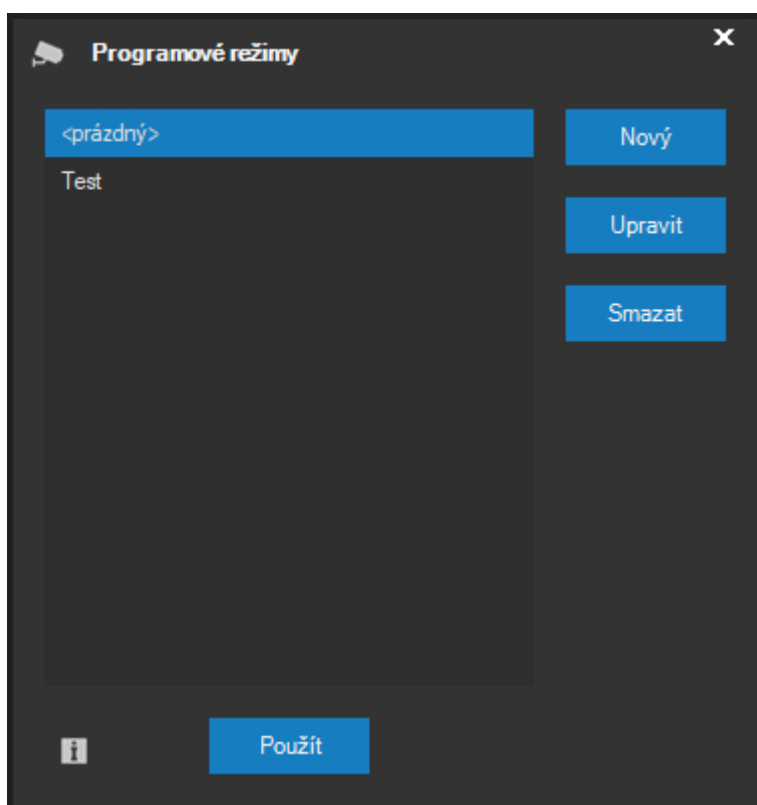 Programové režimy
<prázdný>
Test
Nový
Upravit
Smazat
Použít